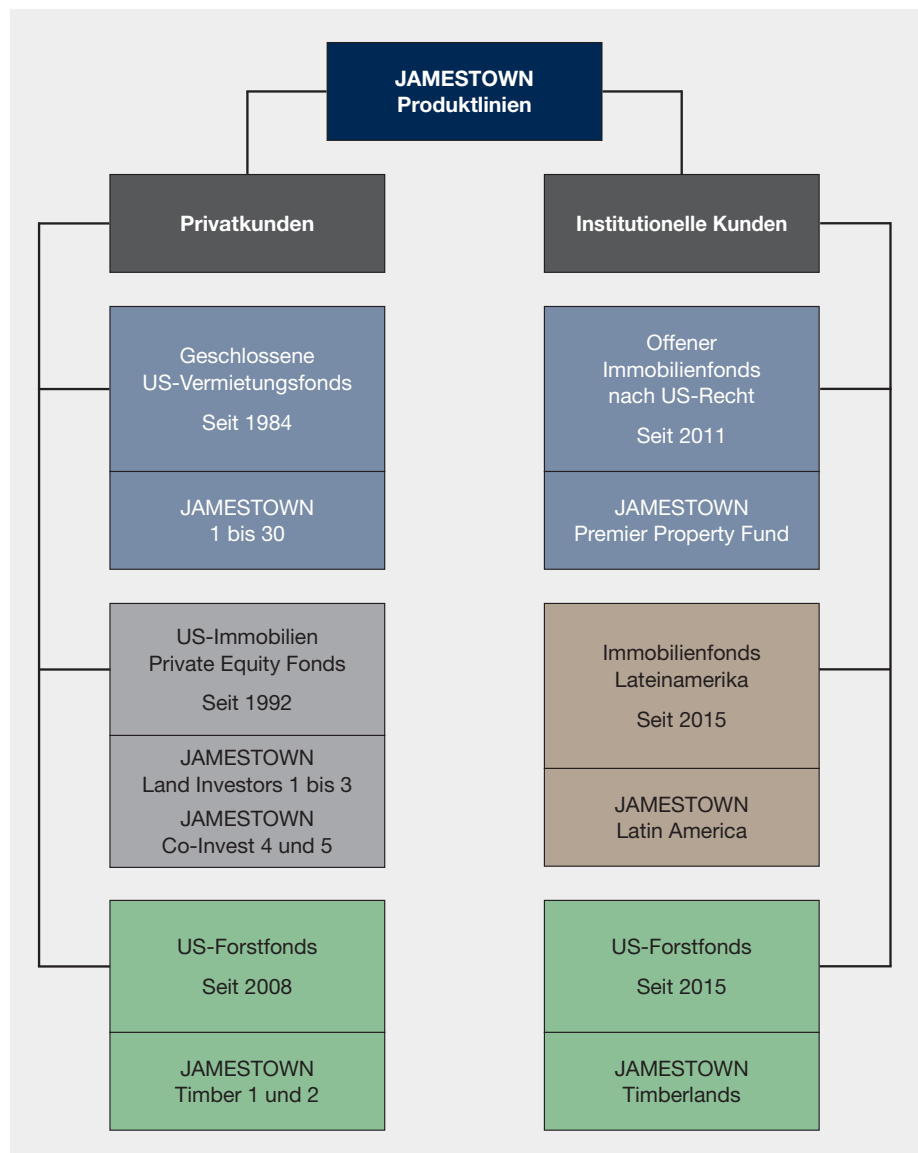 JAMESTOWN
Produktlinien
Privatkunden
Geschlossene
US-Vermietungsfonds
Seit 1984
JAMESTOWN
1 bis 30
US-Immobilien
Private Equity Fonds
Seit 1992
JAMESTOWN
Land Investors 1 bis 3
JAMESTOWN
Co-Invest 4 und 5
US-Forstfonds
Seit 2008
JAMESTOWN
Timber 1 und 2
Institutionelle Kunden
Offener
Immobilienfonds
nach US-Recht
Seit 2011
JAMESTOWN
Premier Property Fund
Immobilienfonds
Lateinamerika
Seit 2015
JAMESTOWN
Latin America
US-Forstfonds
Seit 2015
JAMESTOWN
Timberlands